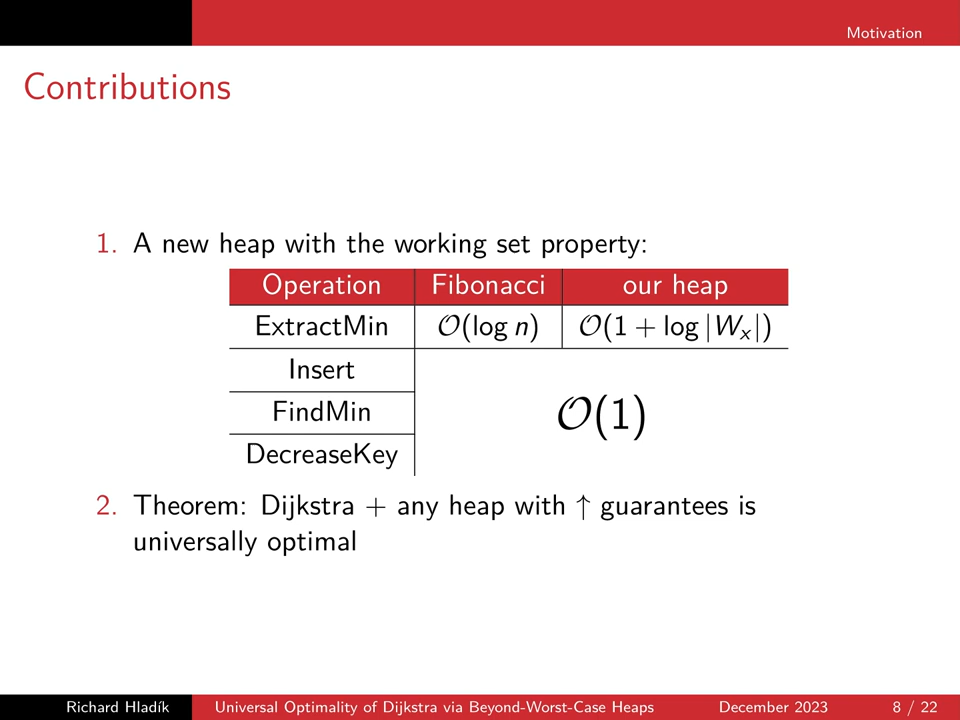 Motivation
Contributions
1. A new heap with the working set property:
Operation Fibonacci our heap
ExtractMin O(log n) O(1 + log |Wₓ|)
Insert
FindMin
O(1)
DecreaseKey
2. Theorem: Dijkstra + any heap with ↑ guarantees is
universally optimal
Richard Hladík Universal Optimality of Dijkstra via Beyond-Worst-Case Heaps December 2023 8 / 22